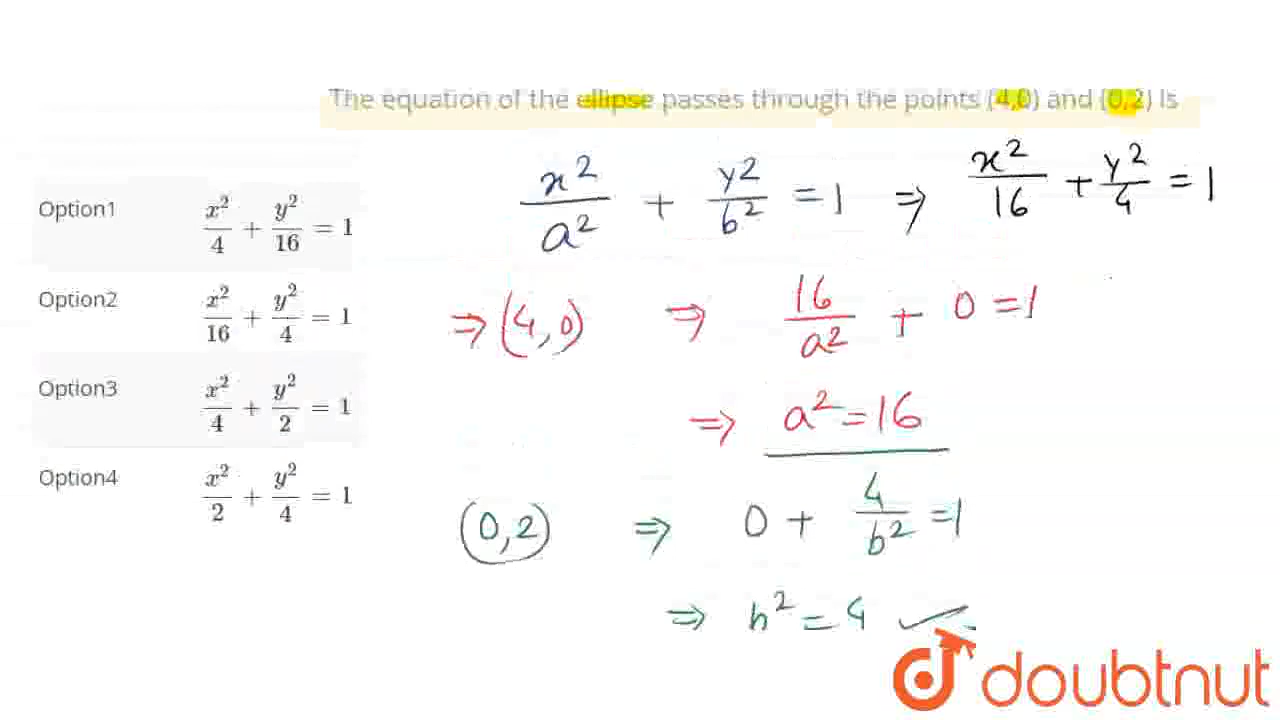 The equation of the ellipse passes through the points (4,0) and (0,2) is
Option1 x²/4 + y²/16 = 1
Option2 x²/16 + y²/4 = 1
Option3 x²/4 + y²/2 = 1
Option4 x²/2 + y²/4 = 1
x²/a² + y²/b² = 1 ⇒ x²/16 + y²/4 = 1
⇒ (4,0) ⇒ 16/a² + 0 = 1
⇒ a² = 16
(0,2) ⇒ 0 + 4/b² = 1
⇒ b² = 4 ✓
doubtnut